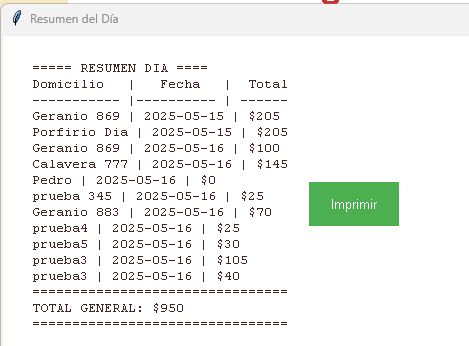 Resumen del Día
===== RESUMEN DIA ====
Domicilio   |   Fecha   |  Total
----------- |---------- | ------
Geranio 869 | 2025-05-15 | $205
Porfirio Dia | 2025-05-15 | $205
Geranio 869 | 2025-05-16 | $100
Calavera 777 | 2025-05-16 | $145
Pedro | 2025-05-16 | $0
prueba 345 | 2025-05-16 | $25
Geranio 883 | 2025-05-16 | $70
prueba4 | 2025-05-16 | $25
prueba5 | 2025-05-16 | $30
prueba3 | 2025-05-16 | $105
prueba3 | 2025-05-16 | $40
================================
TOTAL GENERAL: $950
================================
Imprimir